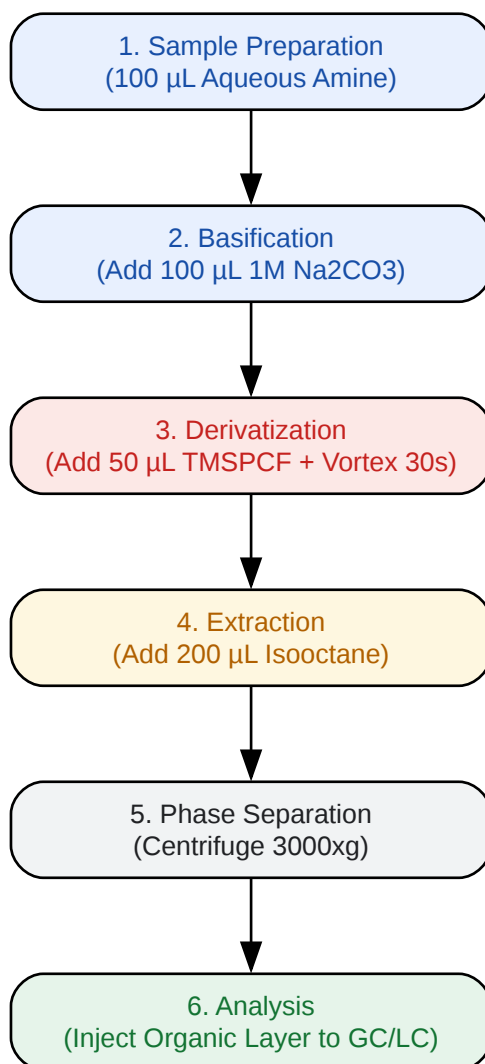 1. Sample Preparation
(100 µL Aqueous Amine)
2. Basification
(Add 100 µL 1M Na2CO3)
3. Derivatization
(Add 50 µL TMSPCF + Vortex 30s)
4. Extraction
(Add 200 µL Isooctane)
5. Phase Separation
(Centrifuge 3000xg)
6. Analysis
(Inject Organic Layer to GC/LC)